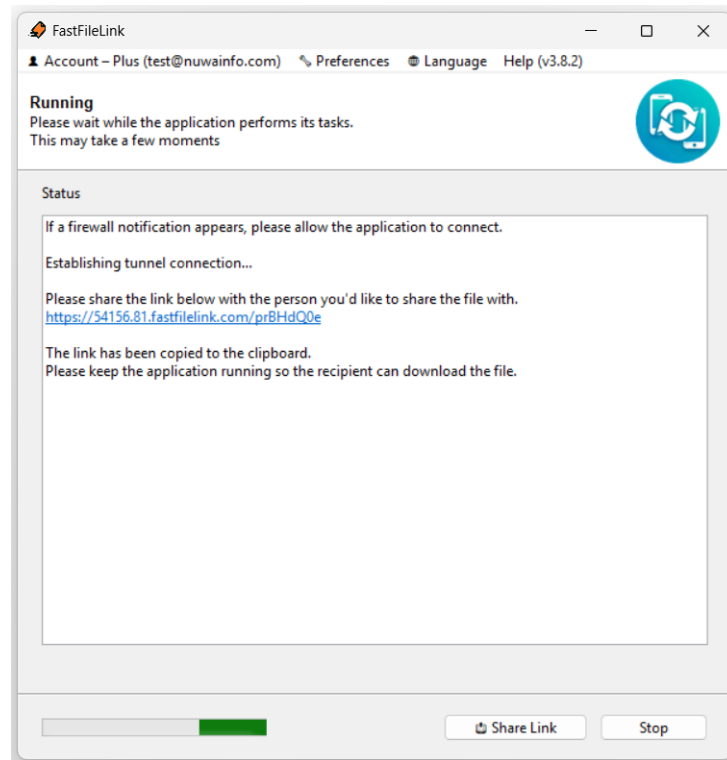 FastFileLink
Account – Plus (test@nuwainfo.com) Preferences Language Help (v3.8.2)
Running
Please wait while the application performs its tasks.
This may take a few moments
Status
If a firewall notification appears, please allow the application to connect.
Establishing tunnel connection...
Please share the link below with the person you'd like to share the file with.
https://54156.81.fastfilelink.com/prBHdQ0e
The link has been copied to the clipboard.
Please keep the application running so the recipient can download the file.
Share Link Stop